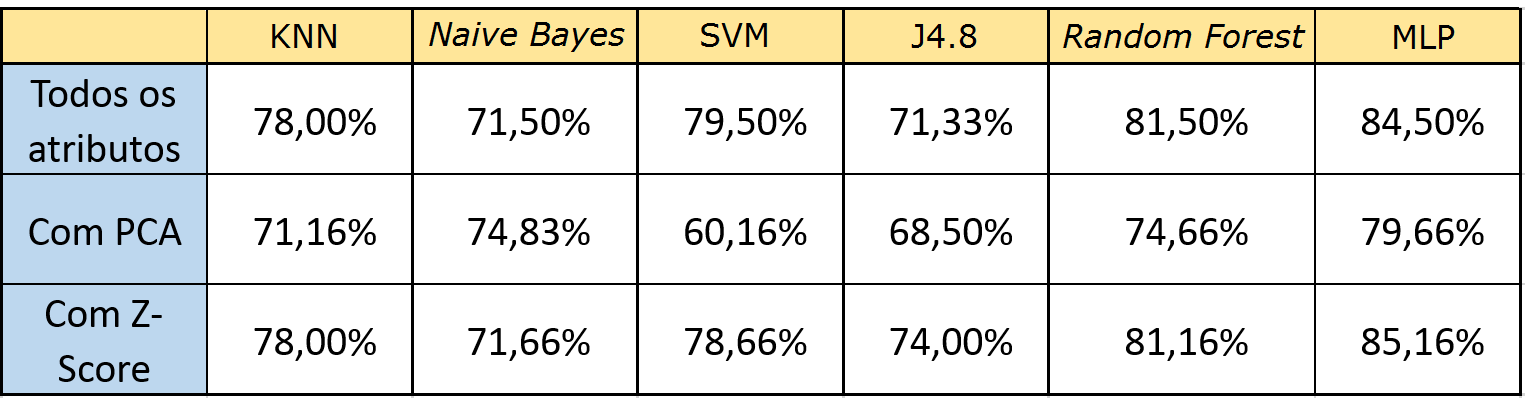 KNN Naive Bayes SVM J4.8 Random Forest MLP
Todos os
atributos
78,00% 71,50% 79,50% 71,33% 81,50% 84,50%
Com PCA 71,16% 74,83% 60,16% 68,50% 74,66% 79,66%
Com Z-
Score
78,00% 71,66% 78,66% 74,00% 81,16% 85,16%